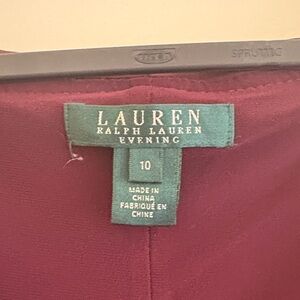 LAUREN
RALPH LAUREN
EVENING
10
MADE IN
CHINA
FABRIQUÉ EN
CHINE